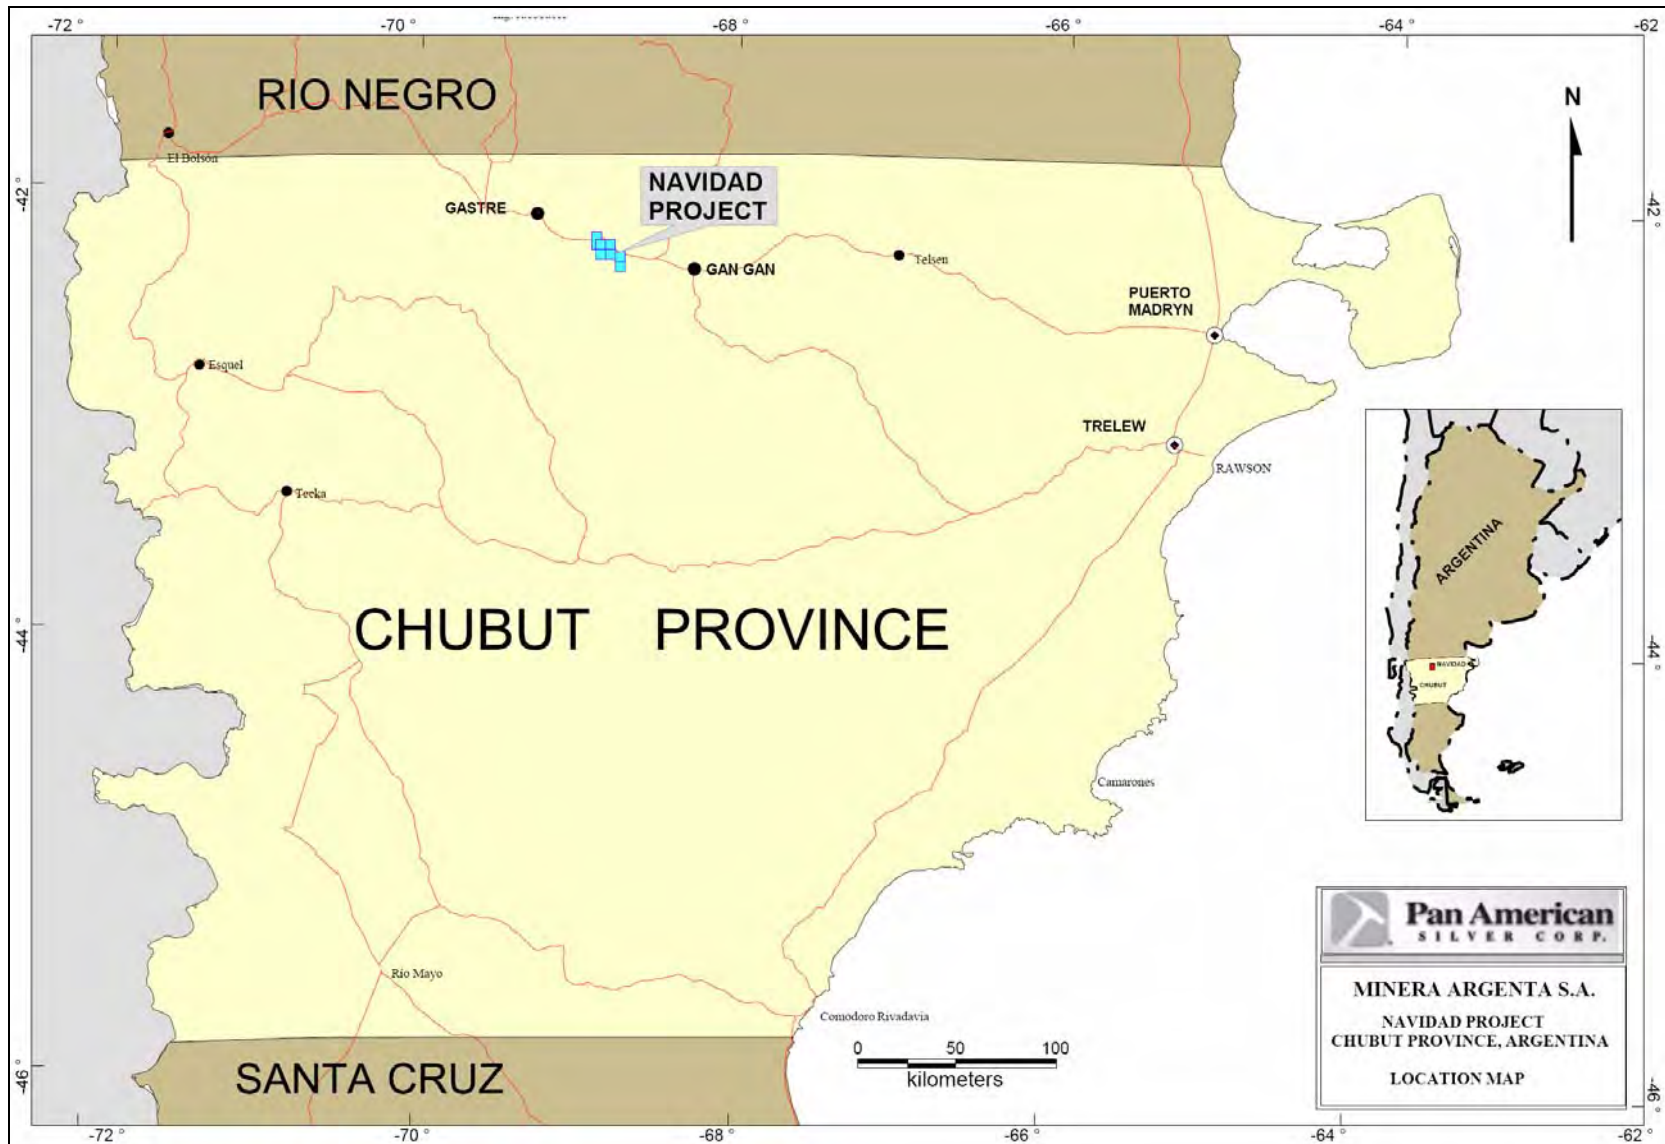 -72 °
-70 °
-68 °
-66 °
-64 °
-62
RIO NEGRO
N
El Bolsón
-42 °
-42 °
NAVIDAD
PROJECT
GASTRE
GAN GAN
Telsen
PUERTO
MADRYN
Esquel
TRELEW
RAWSON
Tecka
ARGENTINA
CHUBUT PROVINCE
-44 °
-44 °
NAVIDAD
CHUBUT
Camarones
Pan American
SILVER CORP.
Rio Mayo
MINERA ARGENTA S.A.
Comodoro Rivadavia
NAVIDAD PROJECT
CHUBUT PROVINCE, ARGENTINA
0 50 100
kilometers
LOCATION MAP
SANTA CRUZ
-46 °
-46 °
-72 °
-70 °
-68 °
-66 °
-64 °
-62 °